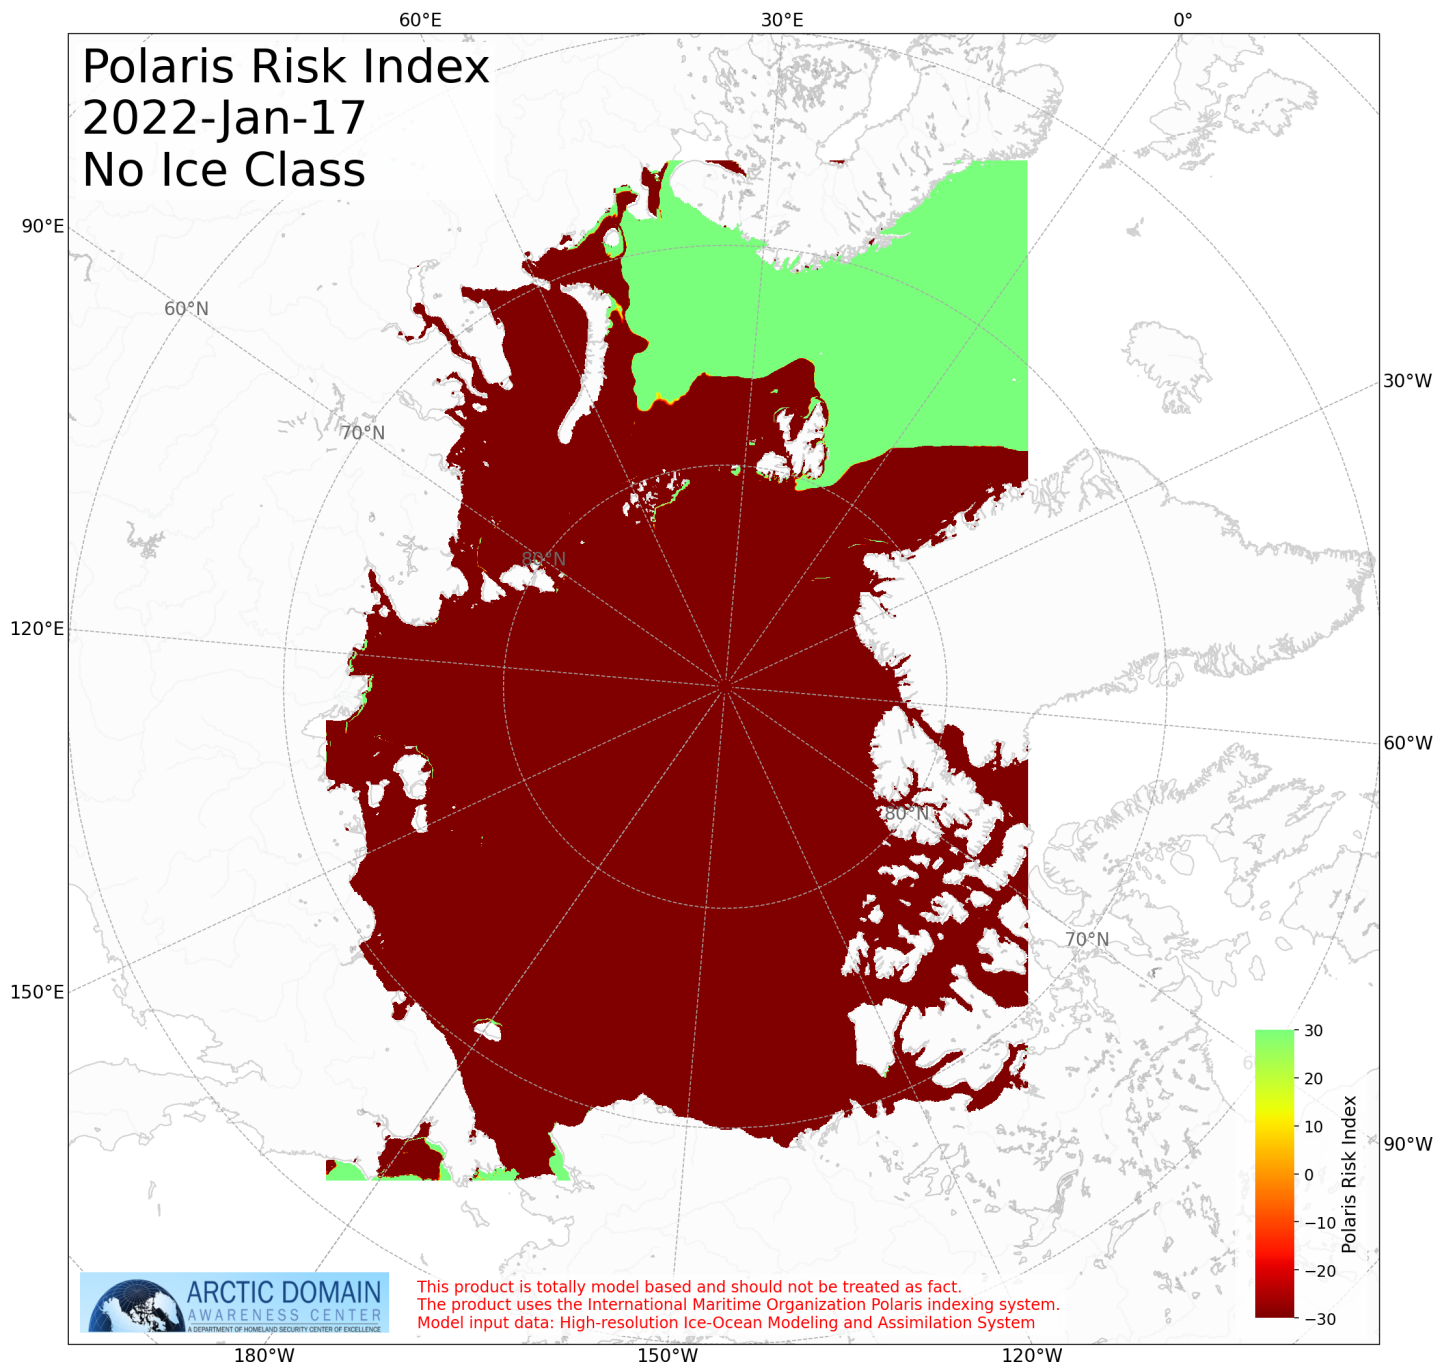 60°E
30°E
0°
Polaris Risk Index
2022-Jan-17
No Ice Class
90°E
60°N
30°W
70°N
80°N
120°E
60°W
80°N
70°N
150°E
30
20
10
0
−10
−20
−30
Polaris Risk Index
90°W
ARCTIC DOMAIN
AWARENESS CENTER
A DEPARTMENT OF HOMELAND SECURITY CENTER OF EXCELLENCE
This product is totally model based and should not be treated as fact.
The product uses the International Maritime Organization Polaris indexing system.
Model input data: High-resolution Ice-Ocean Modeling and Assimilation System
180°W
150°W
120°W